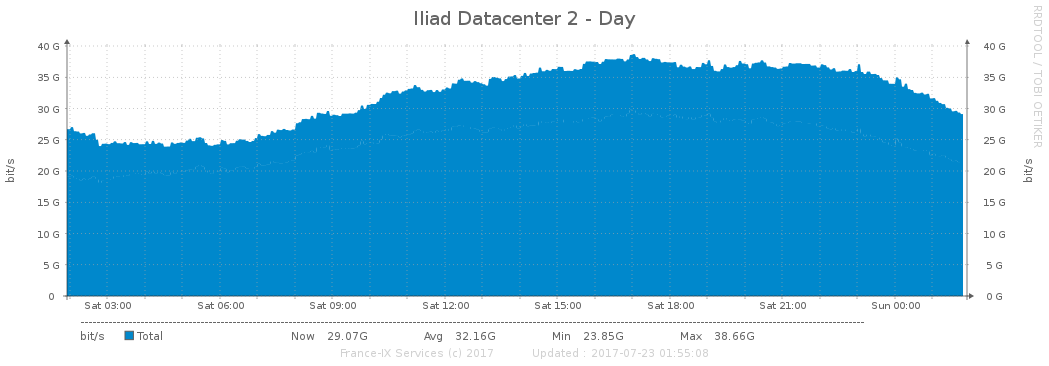 Iliad Datacenter 2 - Day
RRDTOOL / TOBI OETIKER
40 G 40 G
35 G 35 G
30 G 30 G
25 G 25 G
20 G 20 G
15 G 15 G
10 G 10 G
5 G 5 G
0 0 G
bit/s bit/s
Sat 03:00 Sat 06:00 Sat 09:00 Sat 12:00 Sat 15:00 Sat 18:00 Sat 21:00 Sun 00:00
bit/s Total Now 29.07G Avg 32.16G Min 23.85G Max 38.66G
France-IX Services (c) 2017 Updated : 2017-07-23 01:55:08